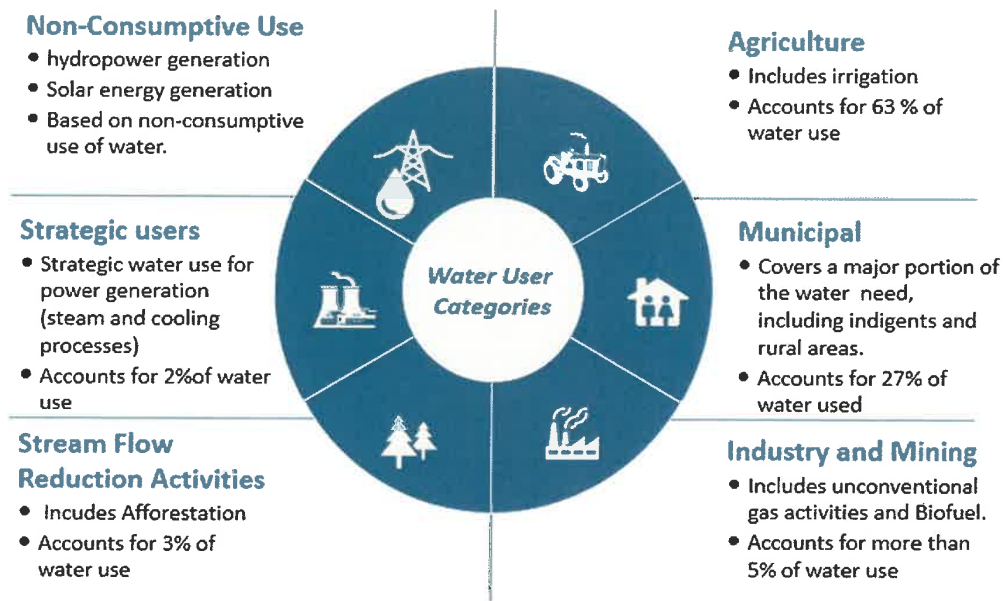 Non-Consumptive Use
• hydropower generation
• Solar energy generation
• Based on non-consumptive
use of water.
Agriculture
• Includes irrigation
• Accounts for 63 % of
water use
Strategic users
• Strategic water use for
power generation
(steam and cooling
processes)
• Accounts for 2%of water
use
Water User
Categories
Municipal
• Covers a major portion of
the water need,
including indigents and
rural areas.
• Accounts for 27% of
water used
Stream Flow
Reduction Activities
• Incudes Afforestation
• Accounts for 3% of
water use
Industry and Mining
• Includes unconventional
gas activities and Biofuel.
• Accounts for more than
5% of water use